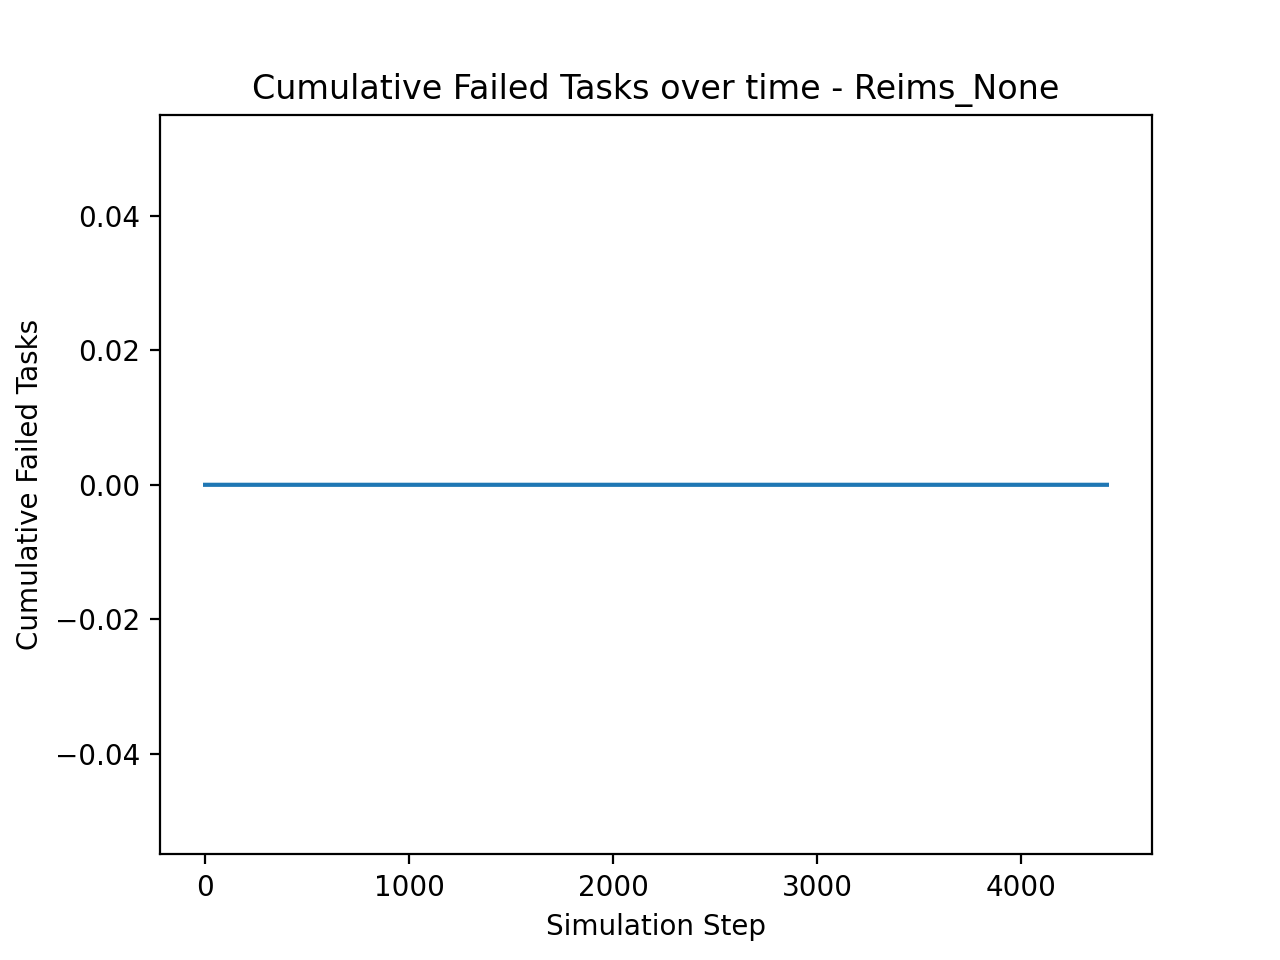 Cumulative Failed Tasks over time - Reims_None
Cumulative Failed Tasks
0.04
0.02
0.00
−0.02
−0.04
0 1000 2000 3000 4000
Simulation Step